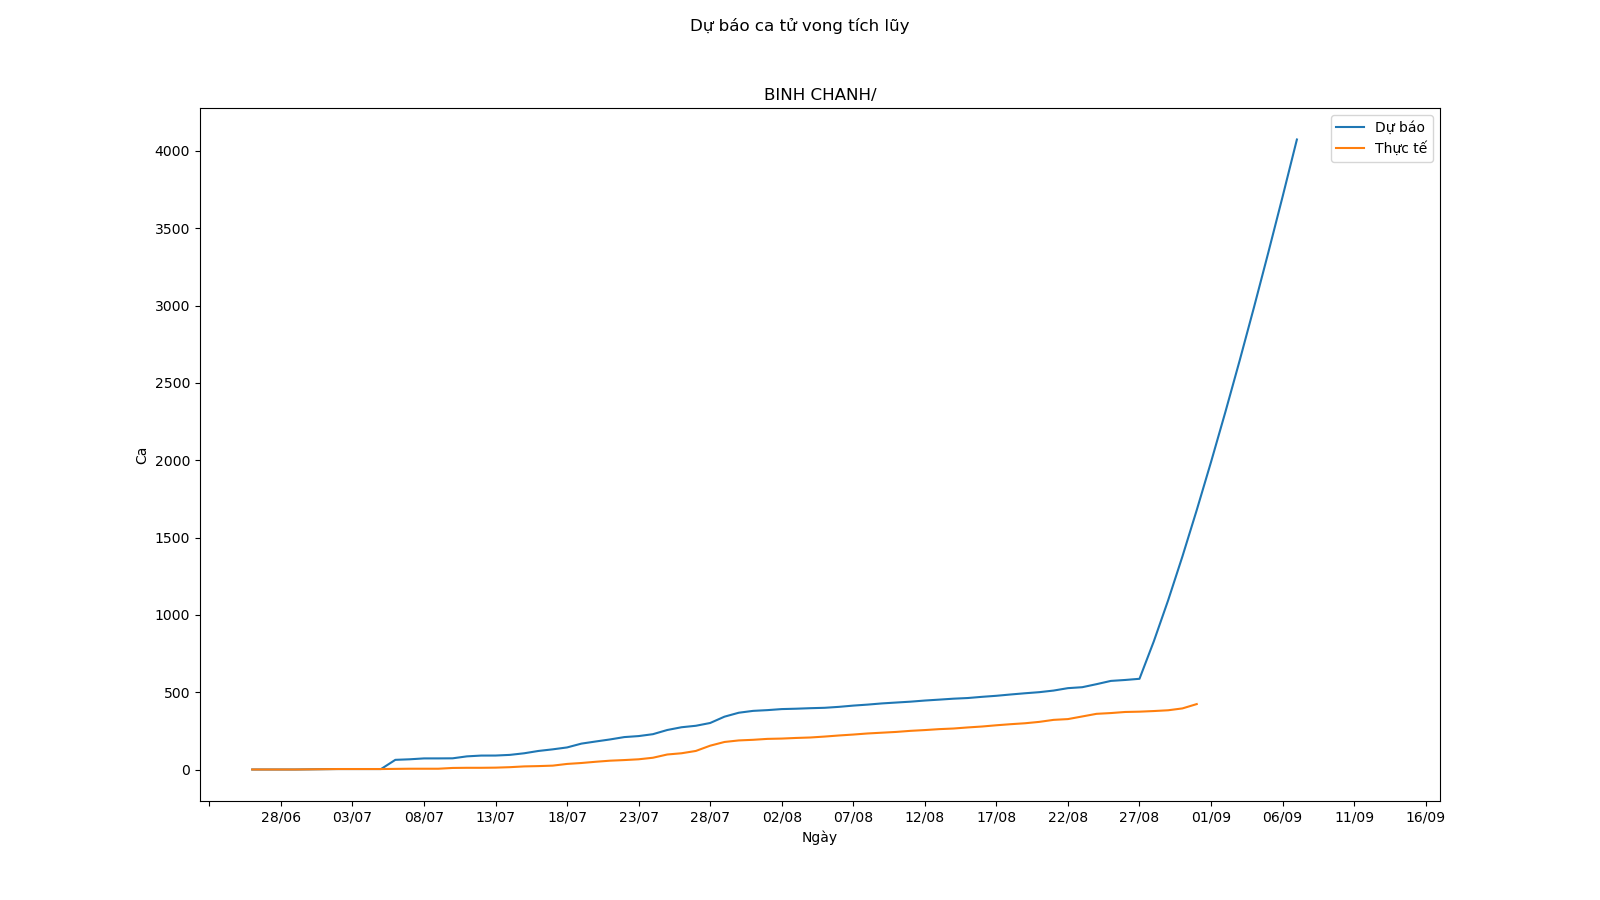 Dự báo ca tử vong tích lũy
BINH CHANH/
Dự báo
Thực tế
4000
3500
3000
2500
2000
1500
1000
500
0
Ca
28/06 03/07 08/07 13/07 18/07 23/07 28/07 02/08 07/08 12/08 17/08 22/08 27/08 01/09 06/09 11/09 16/09
Ngày